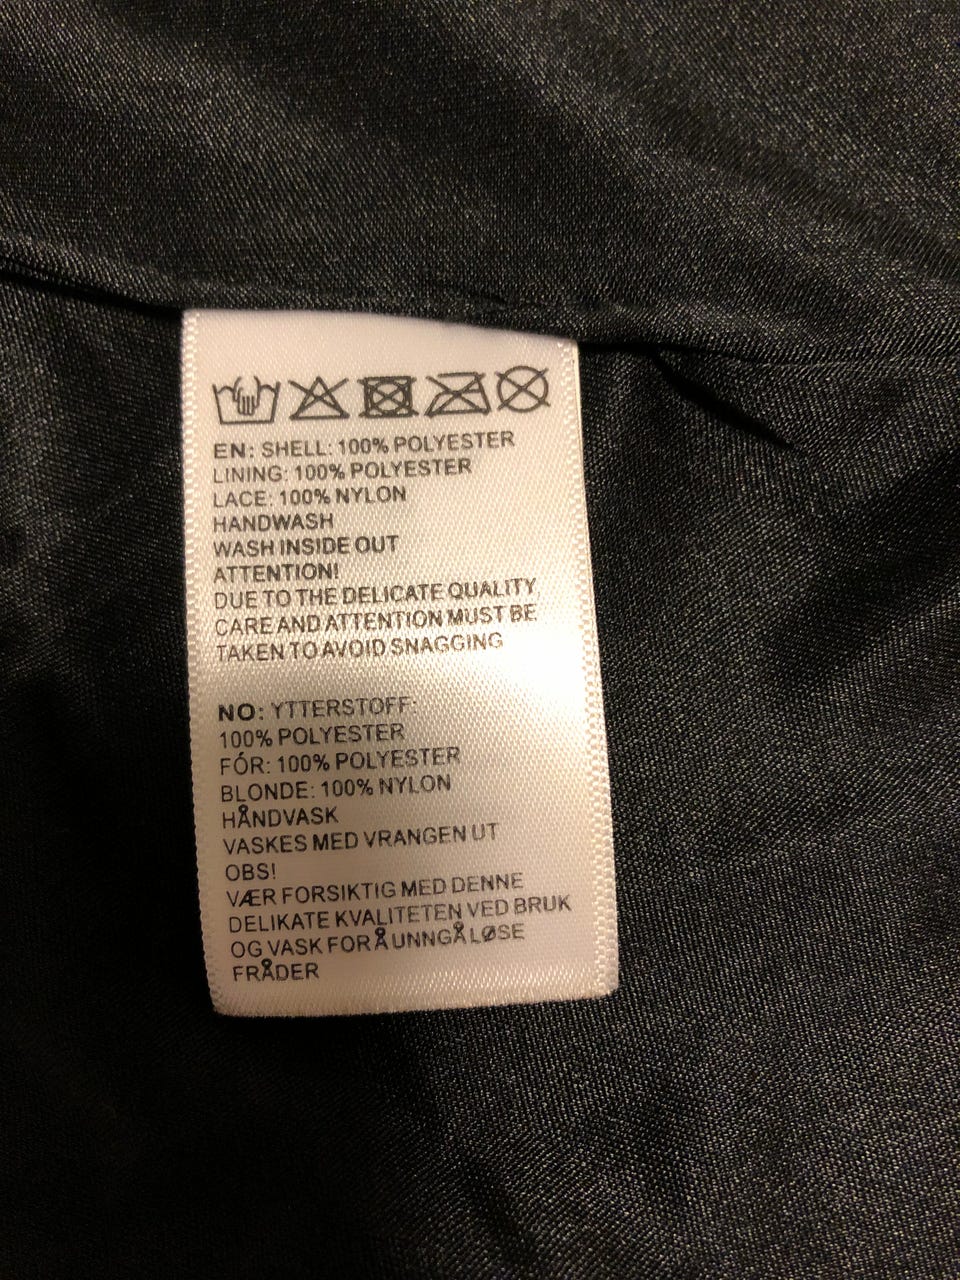 EN: SHELL: 100% POLYESTER
LINING: 100% POLYESTER
LACE: 100% NYLON
HANDWASH
WASH INSIDE OUT
ATTENTION!
DUE TO THE DELICATE QUALITY
CARE AND ATTENTION MUST BE
TAKEN TO AVOID SNAGGING
NO: YTTERSTOFF:
100% POLYESTER
FÓR: 100% POLYESTER
BLONDE: 100% NYLON
HÅNDVASK
VASKES MED VRANGEN UT
OBS!
VÆR FORSIKTIG MED DENNE
DELIKATE KVALITETEN VED BRUK
OG VASK FOR Å UNNGÅ LØSE
FRÅDER